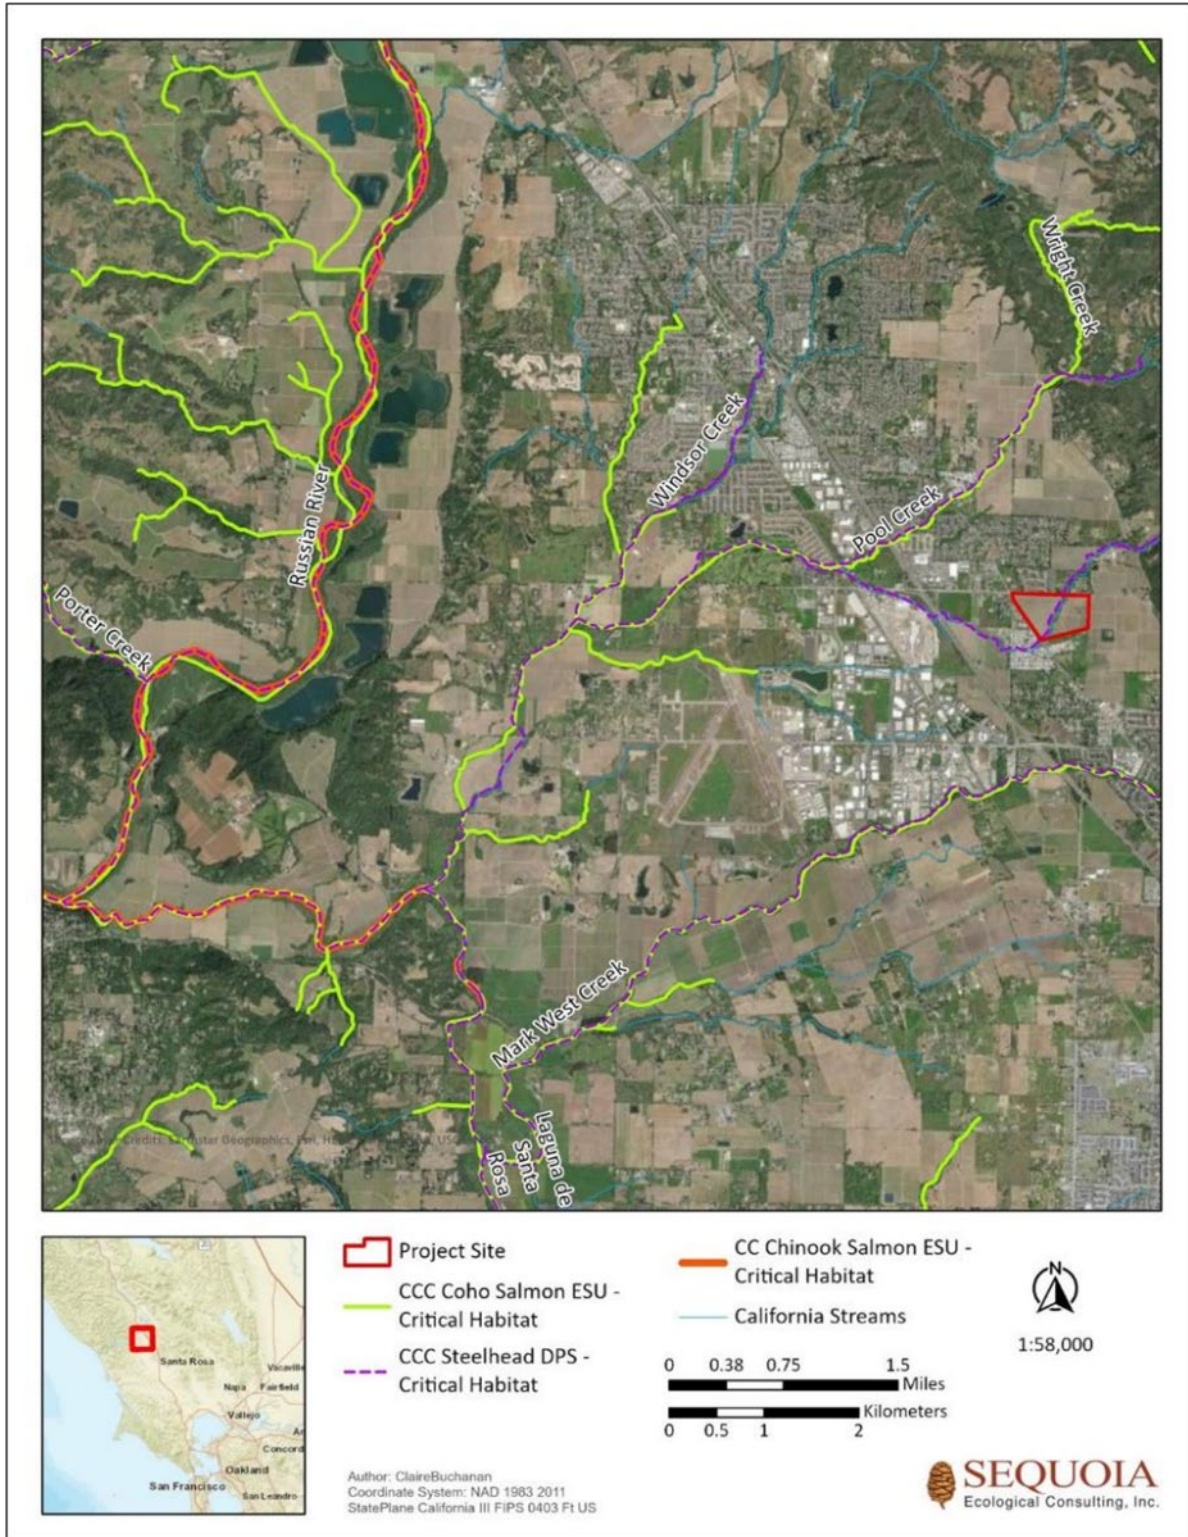 Wright Creek
Windsor Creek
Pool Creek
Russian River
Porter Creek
Mark West Creek
Laguna de
Santa
Rosa
Project Site
CCC Coho Salmon ESU -
Critical Habitat
CCC Steelhead DPS -
Critical Habitat
CC Chinook Salmon ESU -
Critical Habitat
California Streams
0 0.38 0.75 1.5
Miles
Kilometers
0 0.5 1 2
N
1:58,000
Santa Rosa
Vacaville
Napa Fairfield
Vallejo
Concord
Oakland
San Francisco
San Leandro
Author: ClaireBuchanan
Coordinate System: NAD 1983 2011
StatePlane California III FIPS 0403 Ft US
SEQUOIA
Ecological Consulting, Inc.